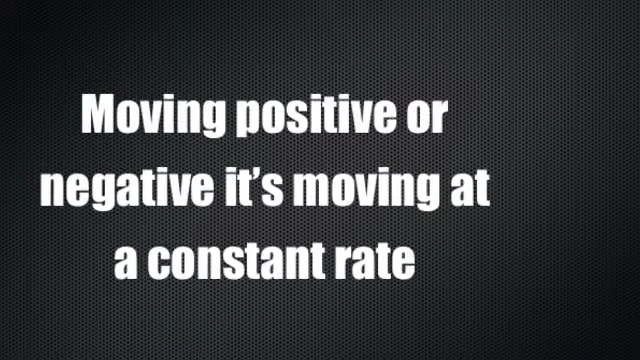 Moving positive or
negative it’s moving at
a constant rate